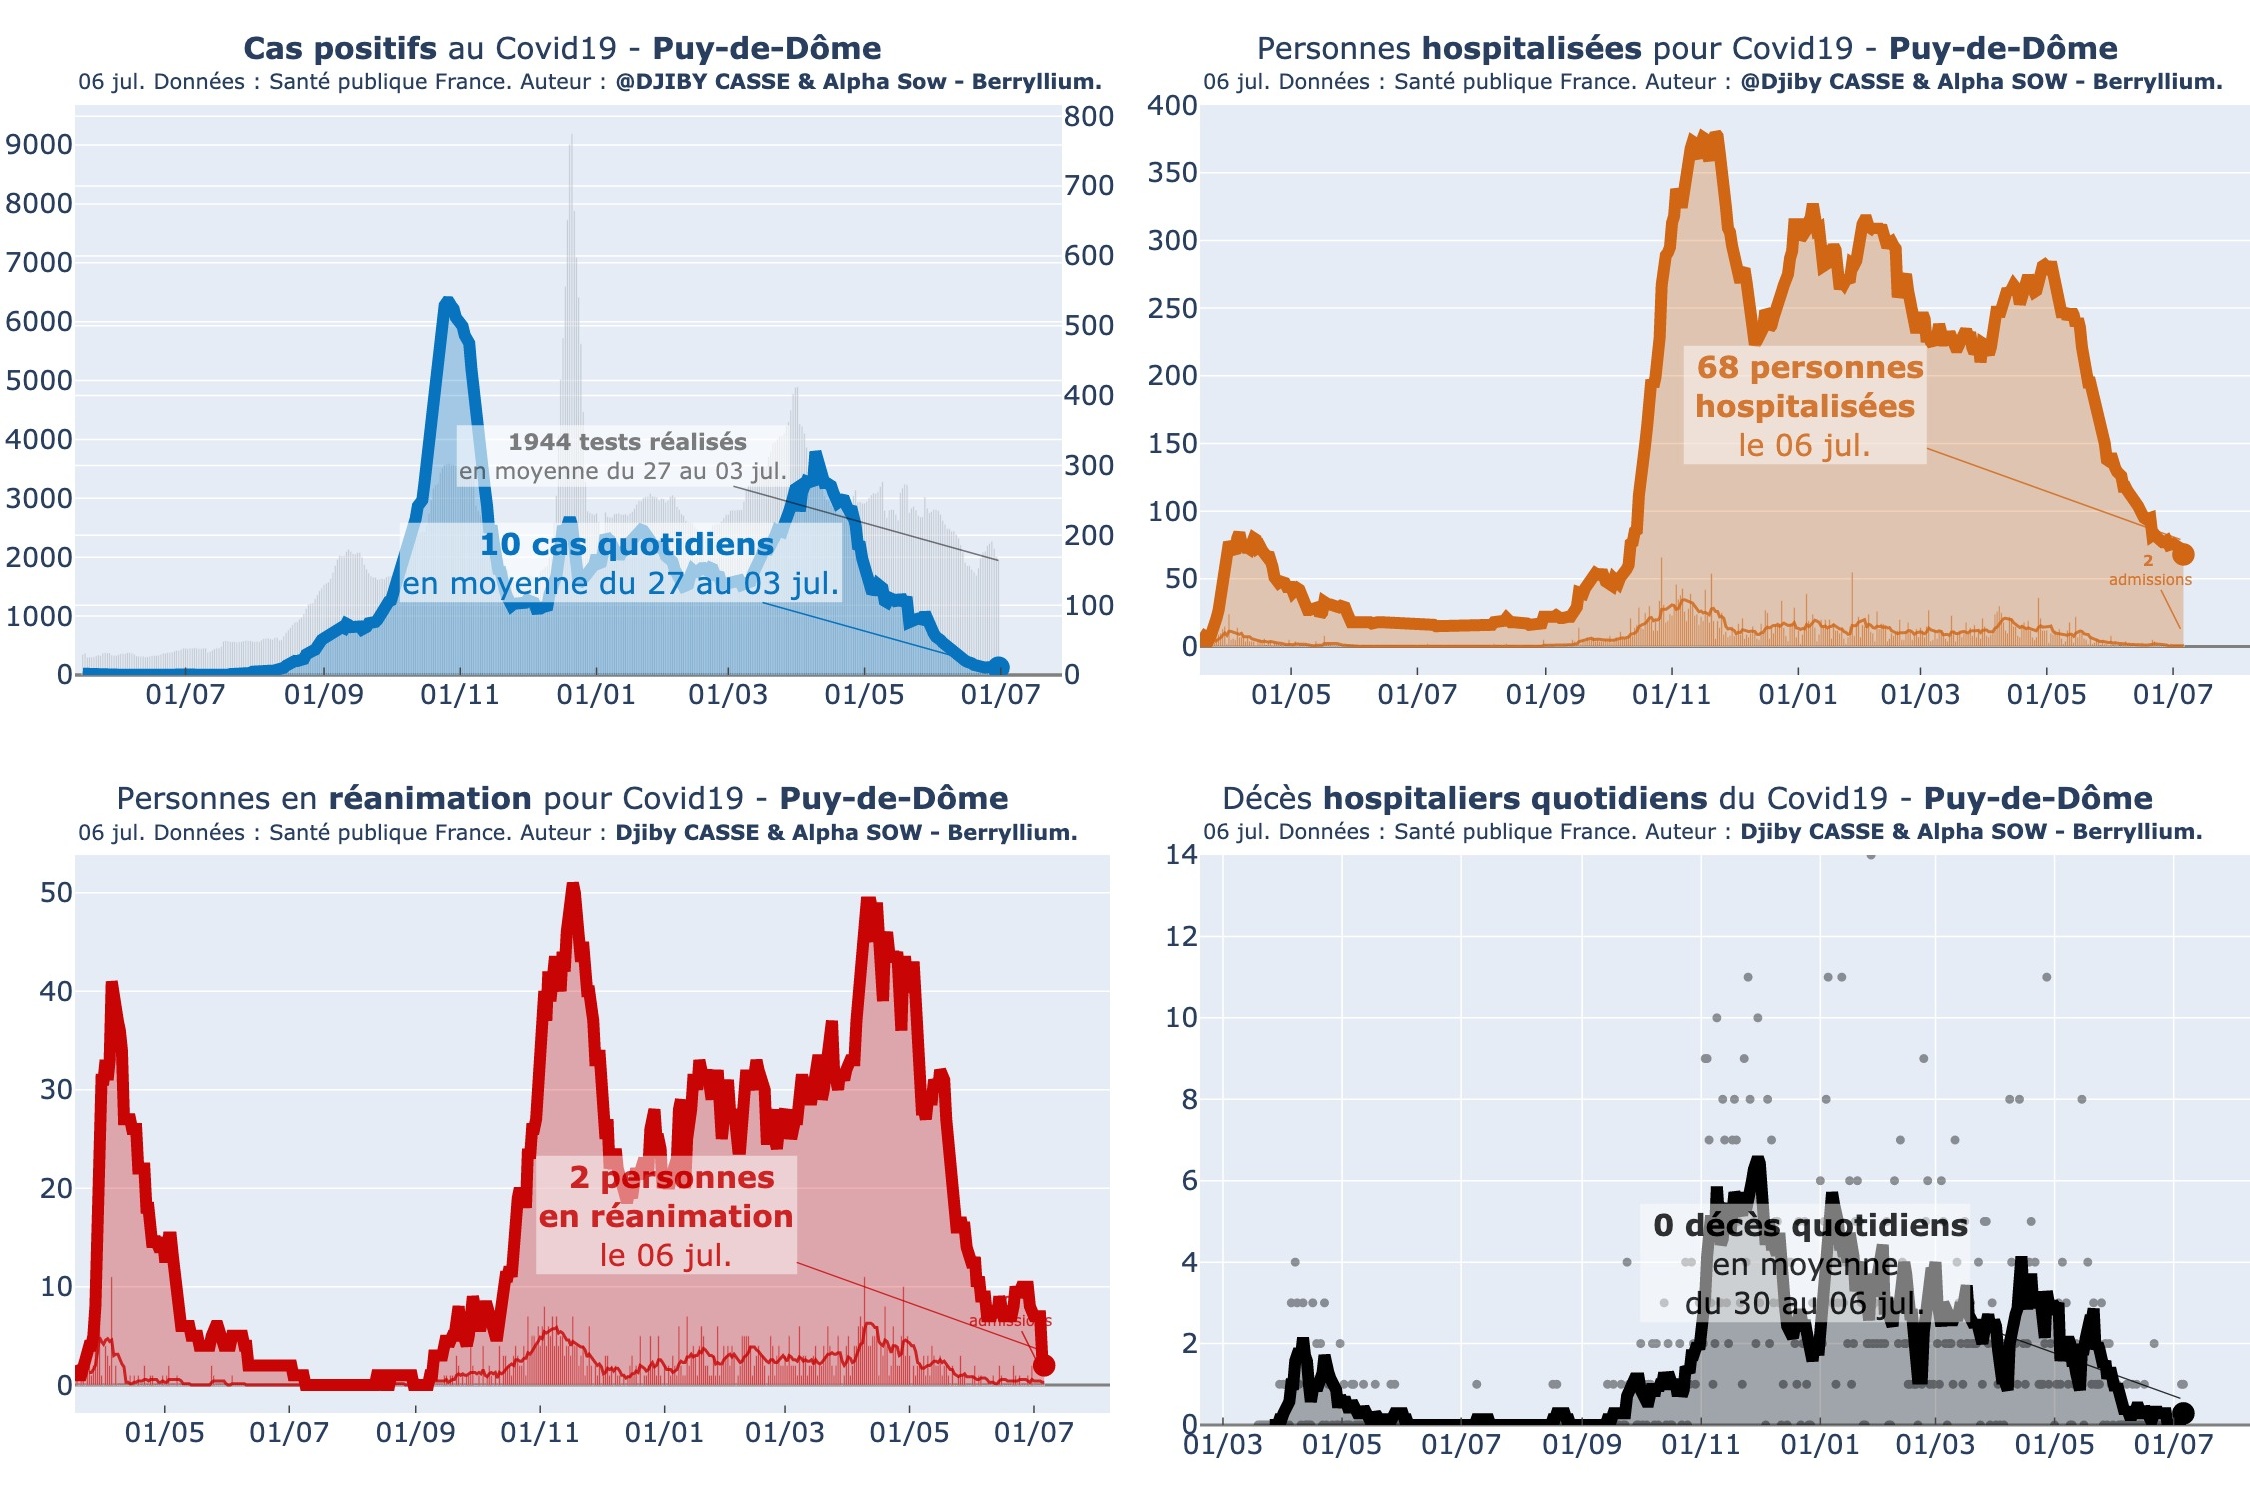 Cas positifs au Covid19 - Puy-de-Dôme
06 jul. Données : Santé publique France. Auteur : @DJIBY CASSE & Alpha Sow - Berryllium.
9000
8000
7000
6000
5000
4000
3000
2000
1000
0
800
700
600
500
400
300
200
100
0
1944 tests réalisés
en moyenne du 27 au 03 jul.
10 cas quotidiens
en moyenne du 27 au 03 jul.
01/07 01/09 01/11 01/01 01/03 01/05 01/07
Personnes hospitalisées pour Covid19 - Puy-de-Dôme
06 jul. Données : Santé publique France. Auteur : @Djiby CASSE & Alpha SOW - Berryllium.
400
350
300
250
200
150
100
50
0
68 personnes
hospitalisées
le 06 jul.
2
admissions
01/05 01/07 01/09 01/11 01/01 01/03 01/05 01/07
Personnes en réanimation pour Covid19 - Puy-de-Dôme
06 jul. Données : Santé publique France. Auteur : Djiby CASSE & Alpha SOW - Berryllium.
50
40
30
20
10
0
2 personnes
en réanimation
le 06 jul.
admissions
01/05 01/07 01/09 01/11 01/01 01/03 01/05 01/07
Décès hospitaliers quotidiens du Covid19 - Puy-de-Dôme
06 jul. Données : Santé publique France. Auteur : Djiby CASSE & Alpha SOW - Berryllium.
14
12
10
8
6
4
2
0
0 décès quotidiens
en moyenne
du 30 au 06 jul.
01/03 01/05 01/07 01/09 01/11 01/01 01/03 01/05 01/07